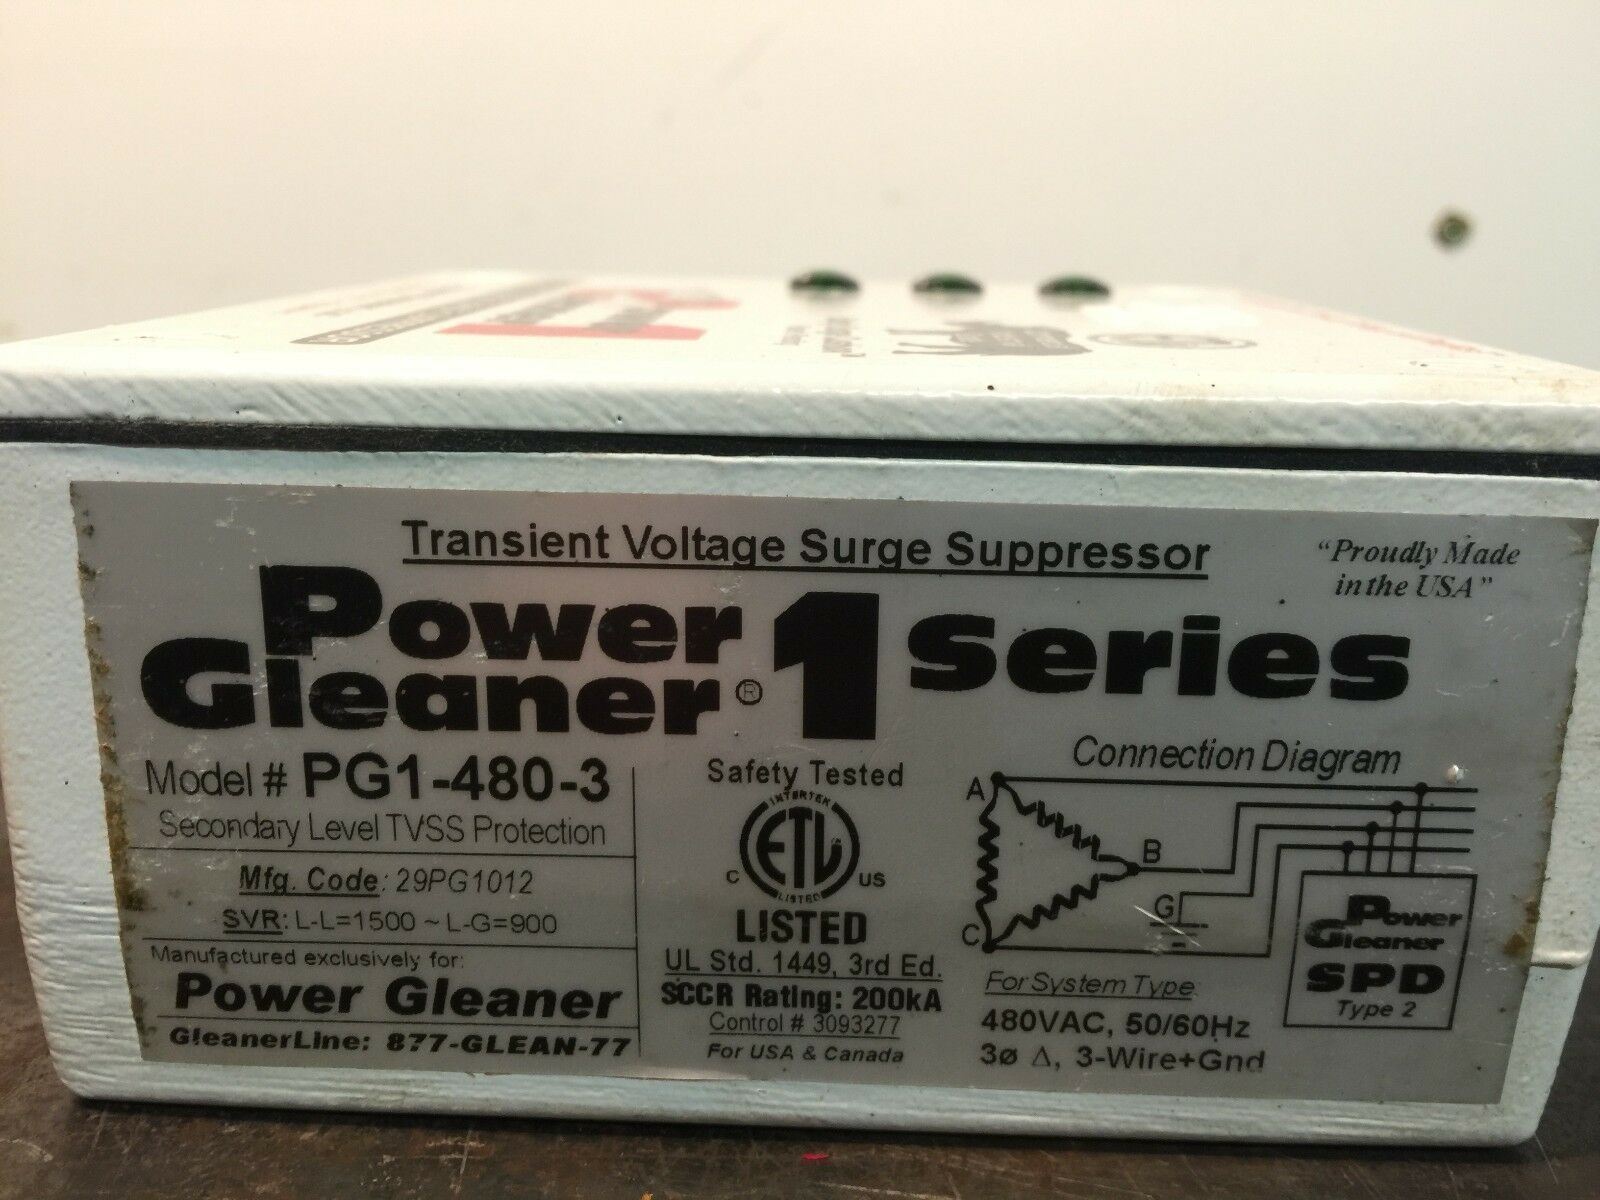 Transient Voltage Surge Suppressor
"Proudly Made
in the USA"
Power
Gleaner® 1 Series
Model # PG1-480-3
Secondary Level TVSS Protection
Mfg. Code: 29PG1012
SVR: L-L=1500 ~ L-G=900
Manufactured exclusively for:
Power Gleaner
GleanerLine: 877-GLEAN-77
Safety Tested
INTERTEK
ETL
LISTED
C US
LISTED
UL Std. 1449, 3rd Ed.
SCCR Rating: 200kA
Control # 3093277
For USA & Canada
Connection Diagram
A
B
G
C
Power
Gleaner
SPD
Type 2
For System Type
480VAC, 50/60Hz
3ø Δ, 3-Wire+Gnd